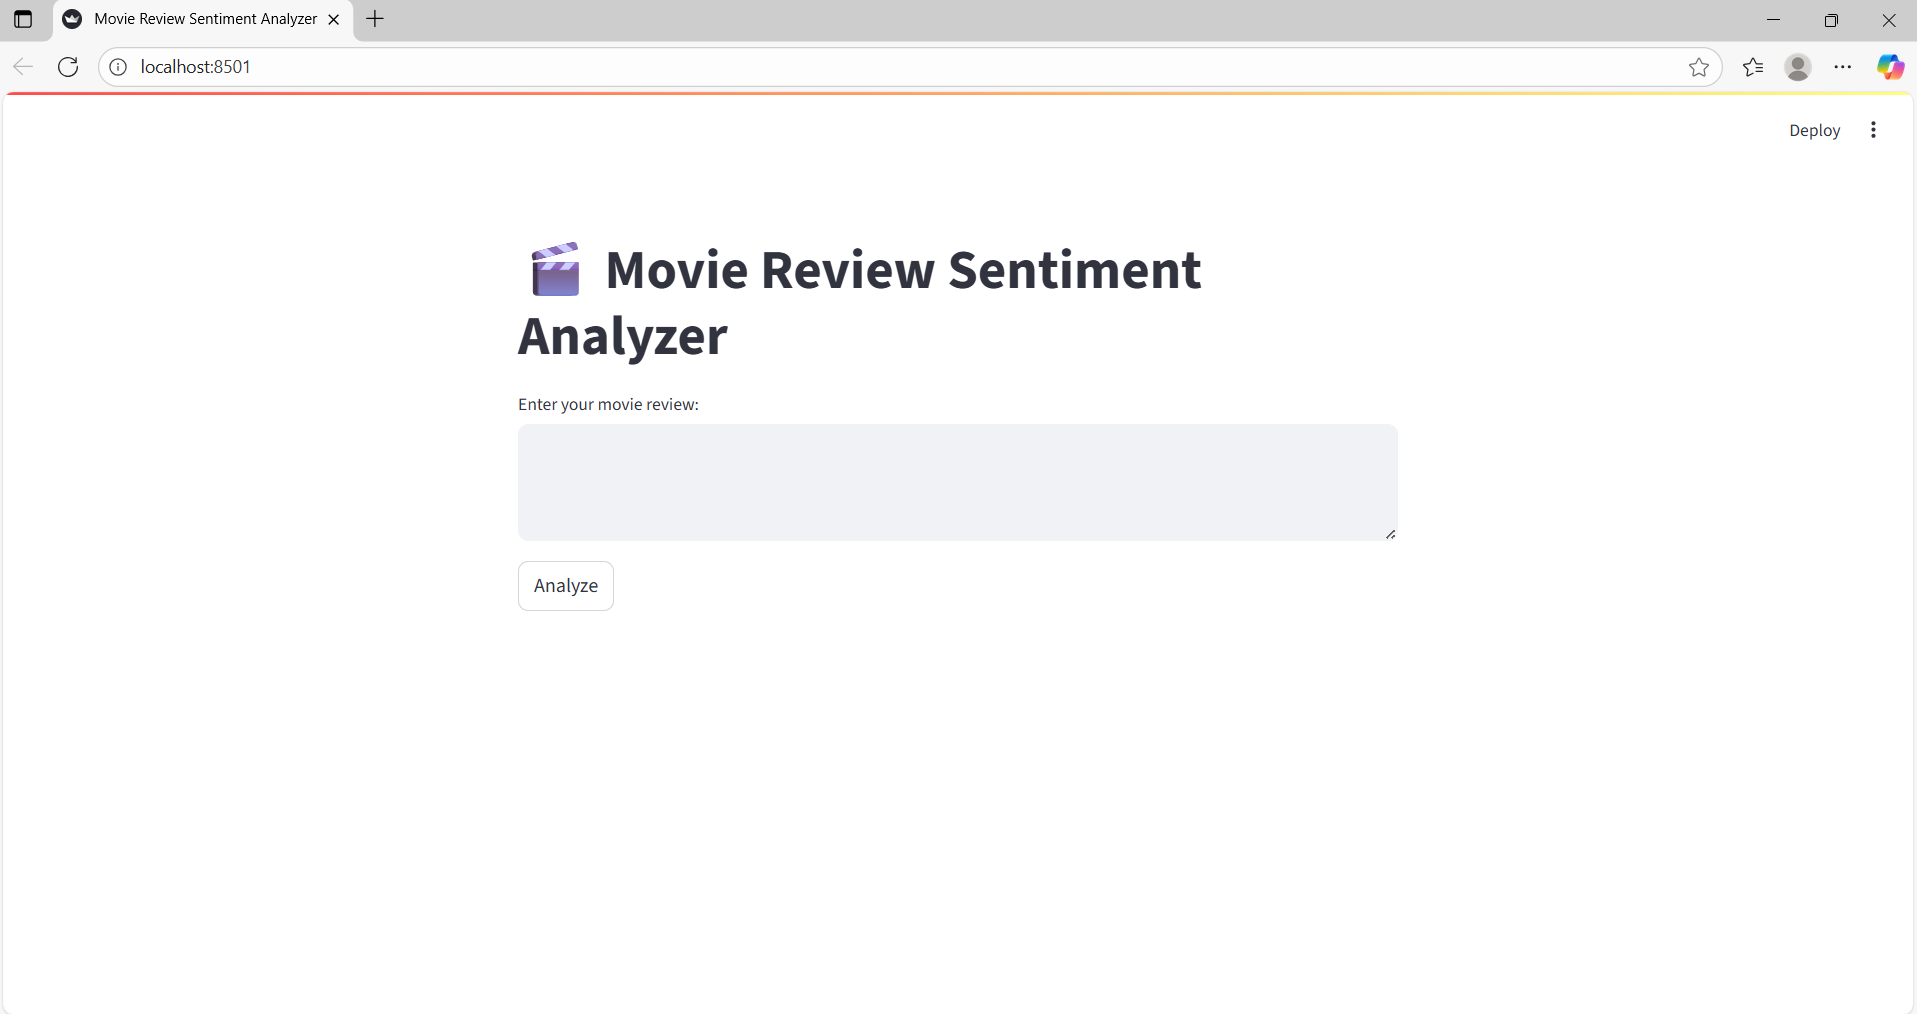 Movie Review Sentiment Analyzer
localhost:8501
Deploy
Movie Review Sentiment
Analyzer
Enter your movie review:
Analyze